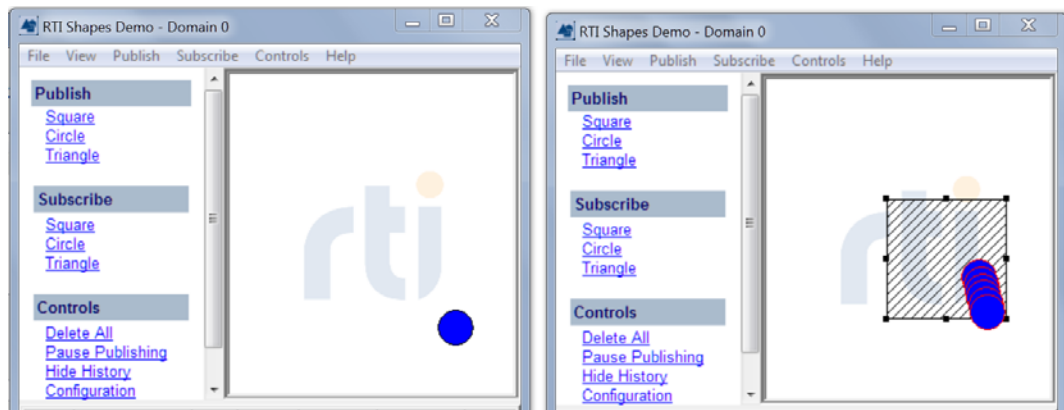 RTI Shapes Demo - Domain 0
File View Publish Subscribe Controls Help
Publish
Square
Circle
Triangle
Subscribe
Square
Circle
Triangle
Controls
Delete All
Pause Publishing
Hide History
Configuration
rti
RTI Shapes Demo - Domain 0
File View Publish Subscribe Controls Help
Publish
Square
Circle
Triangle
Subscribe
Square
Circle
Triangle
Controls
Delete All
Pause Publishing
Hide History
Configuration
rti